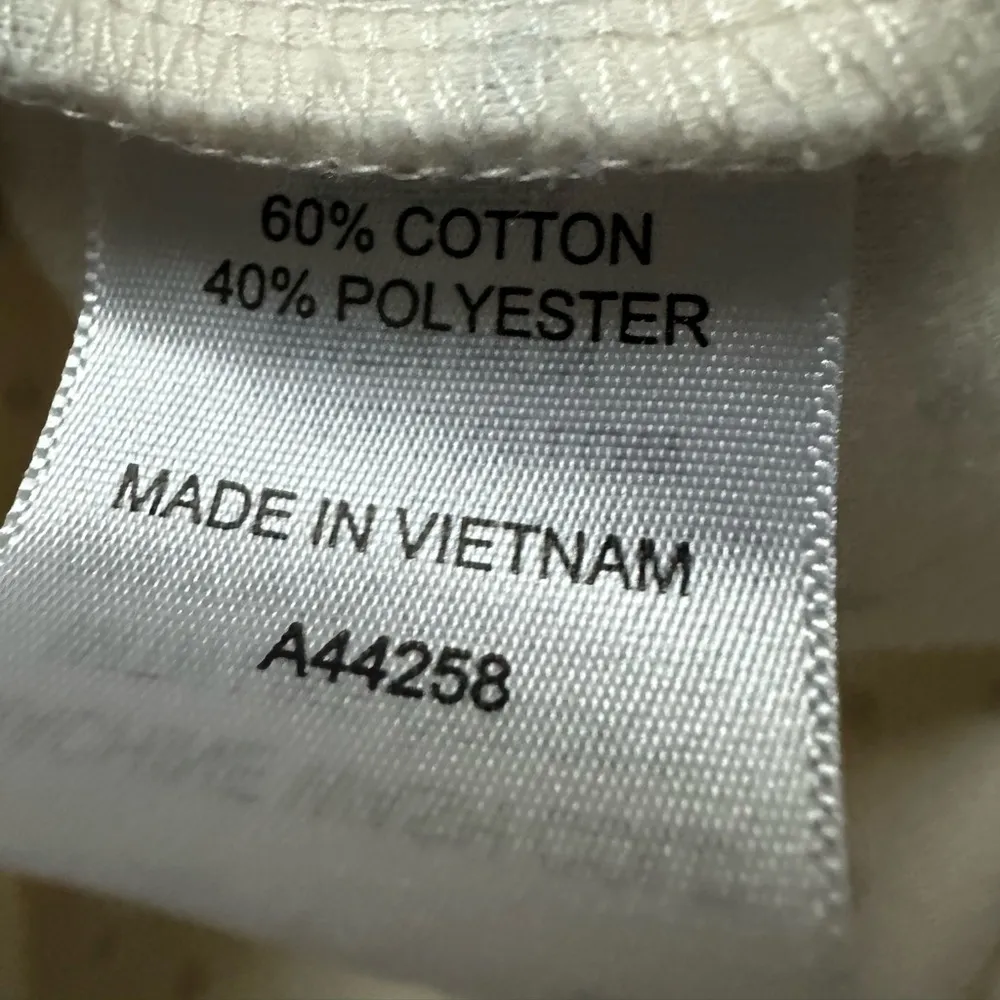 60% COTTON
40% POLYESTER
MADE IN VIETNAM
A44258